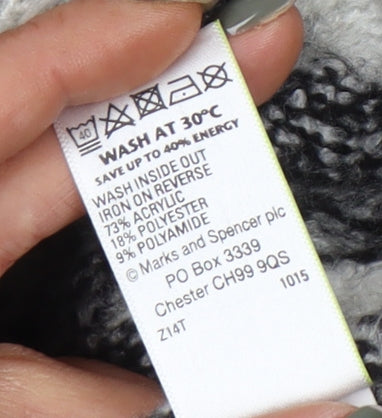 40
WASH AT 30°C
SAVE UP TO 40% ENERGY
WASH INSIDE OUT
IRON ON REVERSE
73% ACRYLIC
18% POLYESTER
9% POLYAMIDE
© Marks and Spencer plc
PO Box 3339
Chester CH99 9QS
1015
Z14T